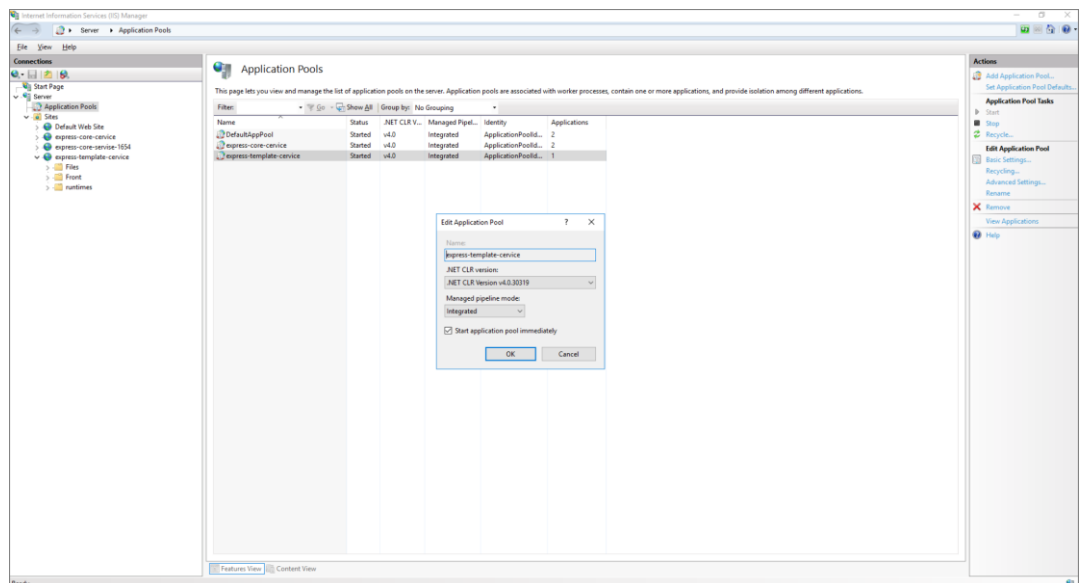 Internet Information Services (IIS) Manager
Server Application Pools
File View Help
Connections
Start Page
Server
Application Pools
Sites
Default Web Site
express-core-cervice
express-core-servise-1654
express-template-cervice
Files
Front
runtimes
Application Pools
This page lets you view and manage the list of application pools on the server. Application pools are associated with worker processes, contain one or more applications, and provide isolation among different applications.
Filter: Go Show All Group by: No Grouping
Name Status .NET CLR V... Managed Pipel... Identity Applications
DefaultAppPool Started v4.0 Integrated ApplicationPoolId... 2
express-core-cervice Started v4.0 Integrated ApplicationPoolId... 2
express-template-cervice Started v4.0 Integrated ApplicationPoolId... 1
Edit Application Pool ?
Name:
express-template-cervice
.NET CLR version:
.NET CLR Version v4.0.30319
Managed pipeline mode:
Integrated
Start application pool immediately
OK Cancel
Features View Content View
Actions
Add Application Pool...
Set Application Pool Defaults...
Application Pool Tasks
Start
Stop
Recycle...
Edit Application Pool
Basic Settings...
Recycling...
Advanced Settings...
Rename
Remove
View Applications
Help